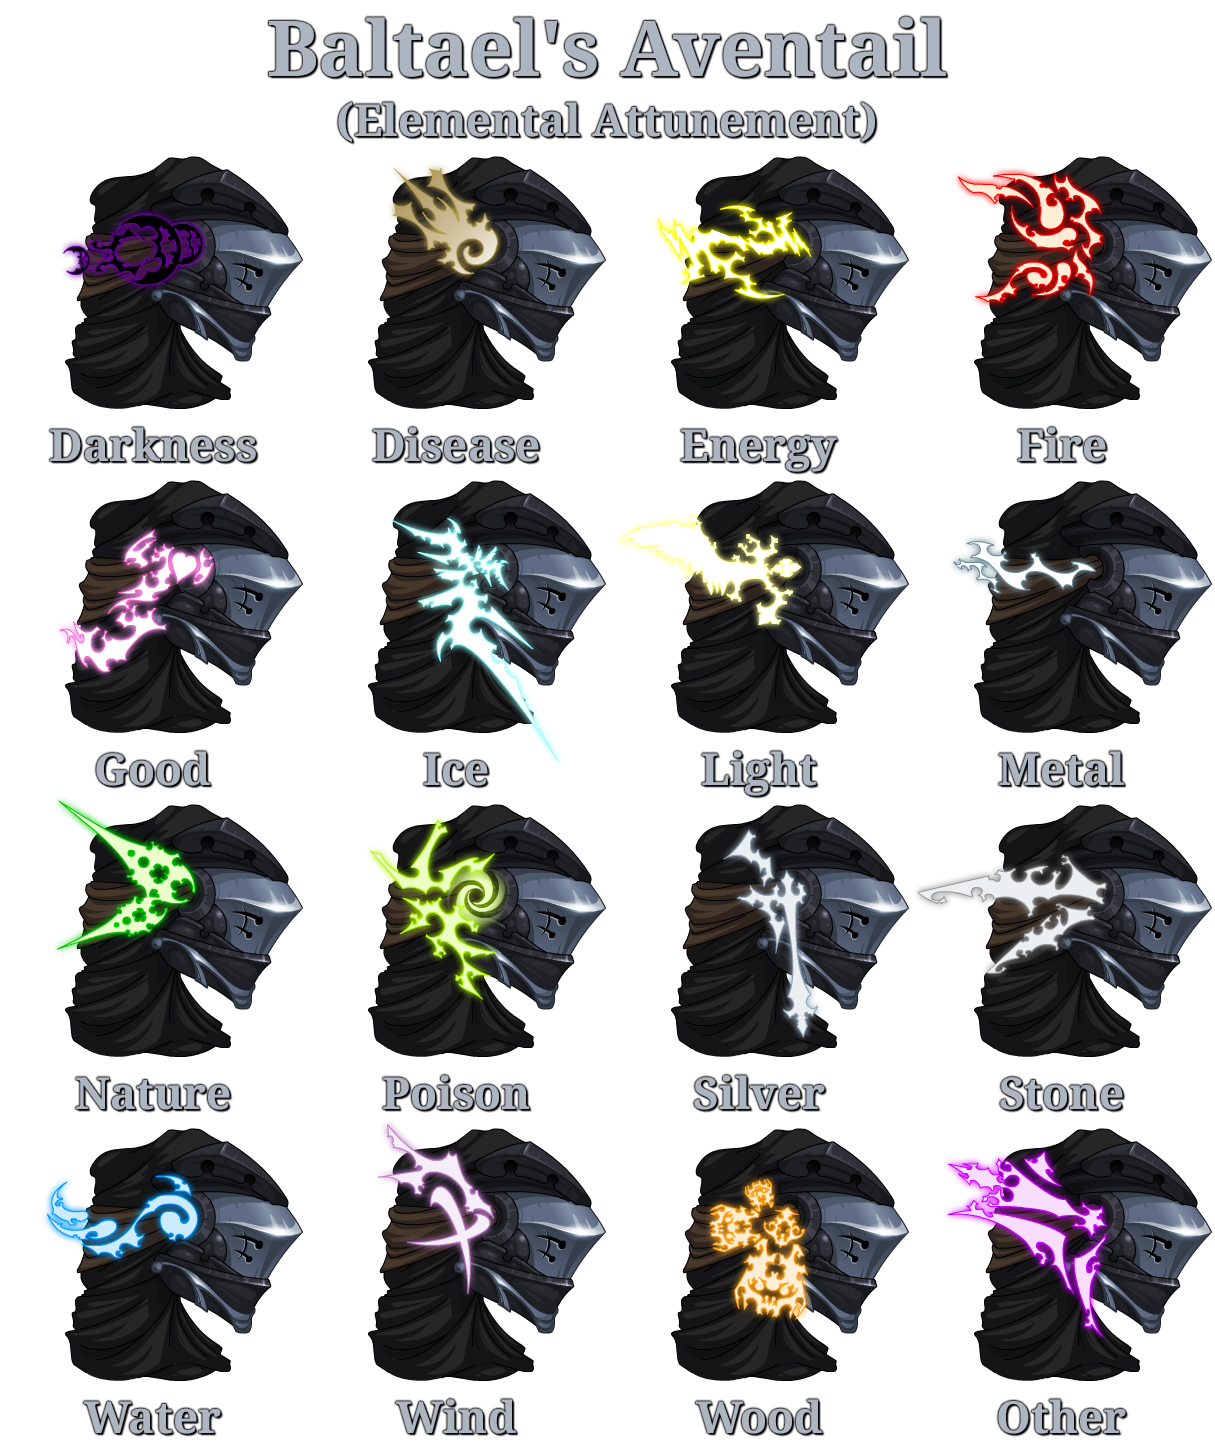 Baltael's Aventail
(Elemental Attunement)
Darkness Disease Energy Fire
Good Ice Light Metal
Nature Poison Silver Stone
Water Wind Wood Other